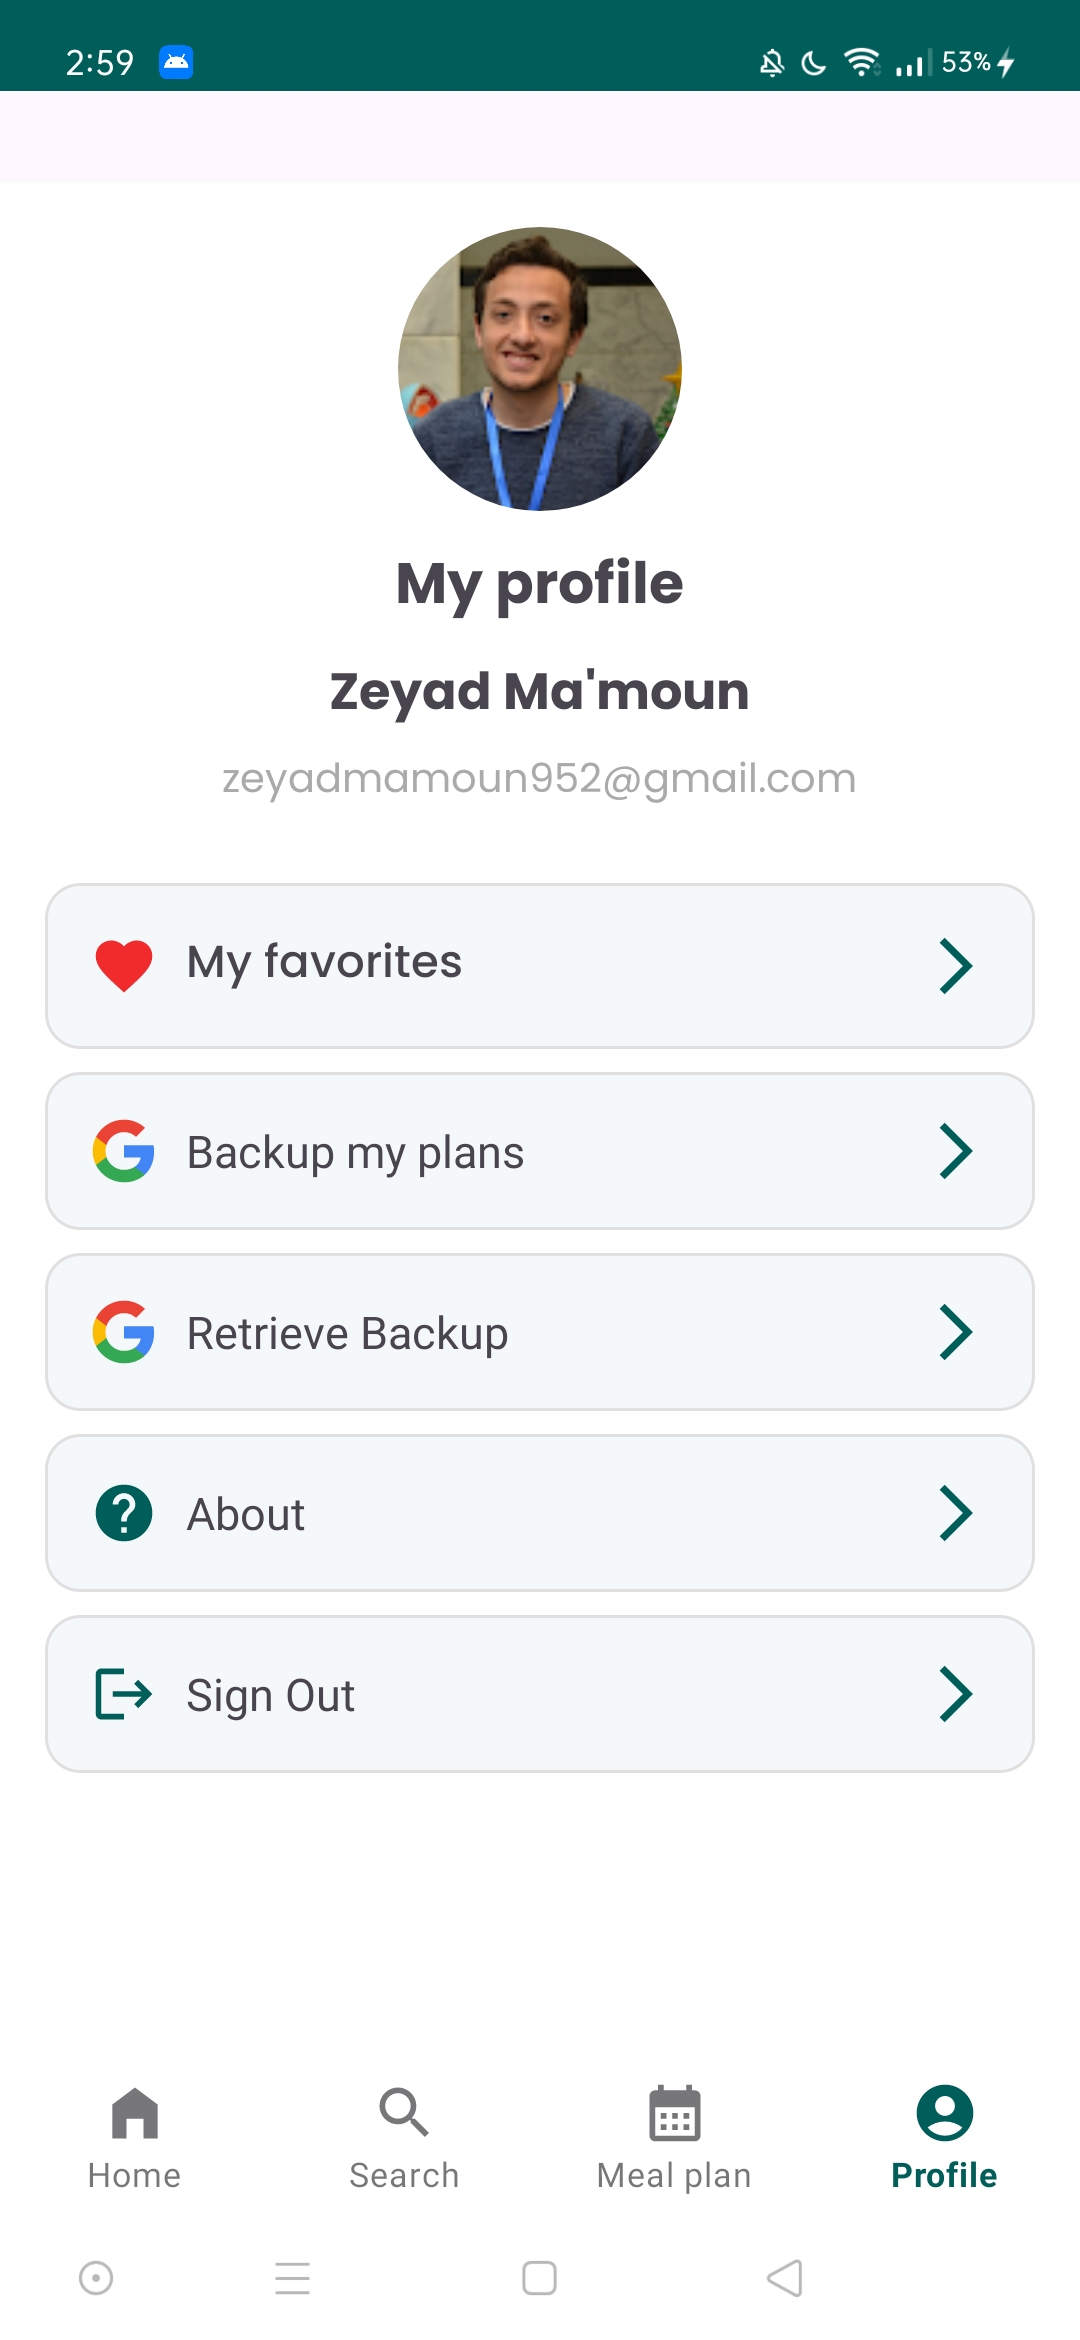 2:59 53%
My profile
Zeyad Ma'moun
zeyadmamoun952@gmail.com
My favorites
Backup my plans
Retrieve Backup
About
Sign Out
Home Search Meal plan Profile